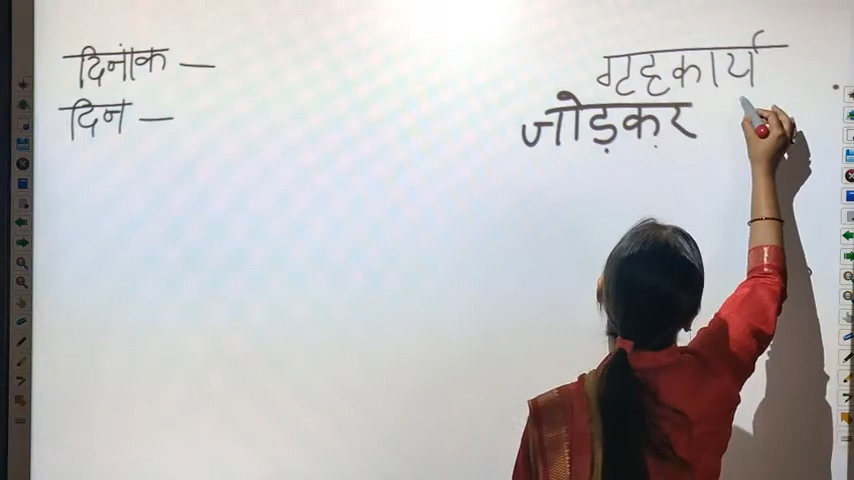 दिनांक –
गृहकार्य
दिन –
जोड़कर